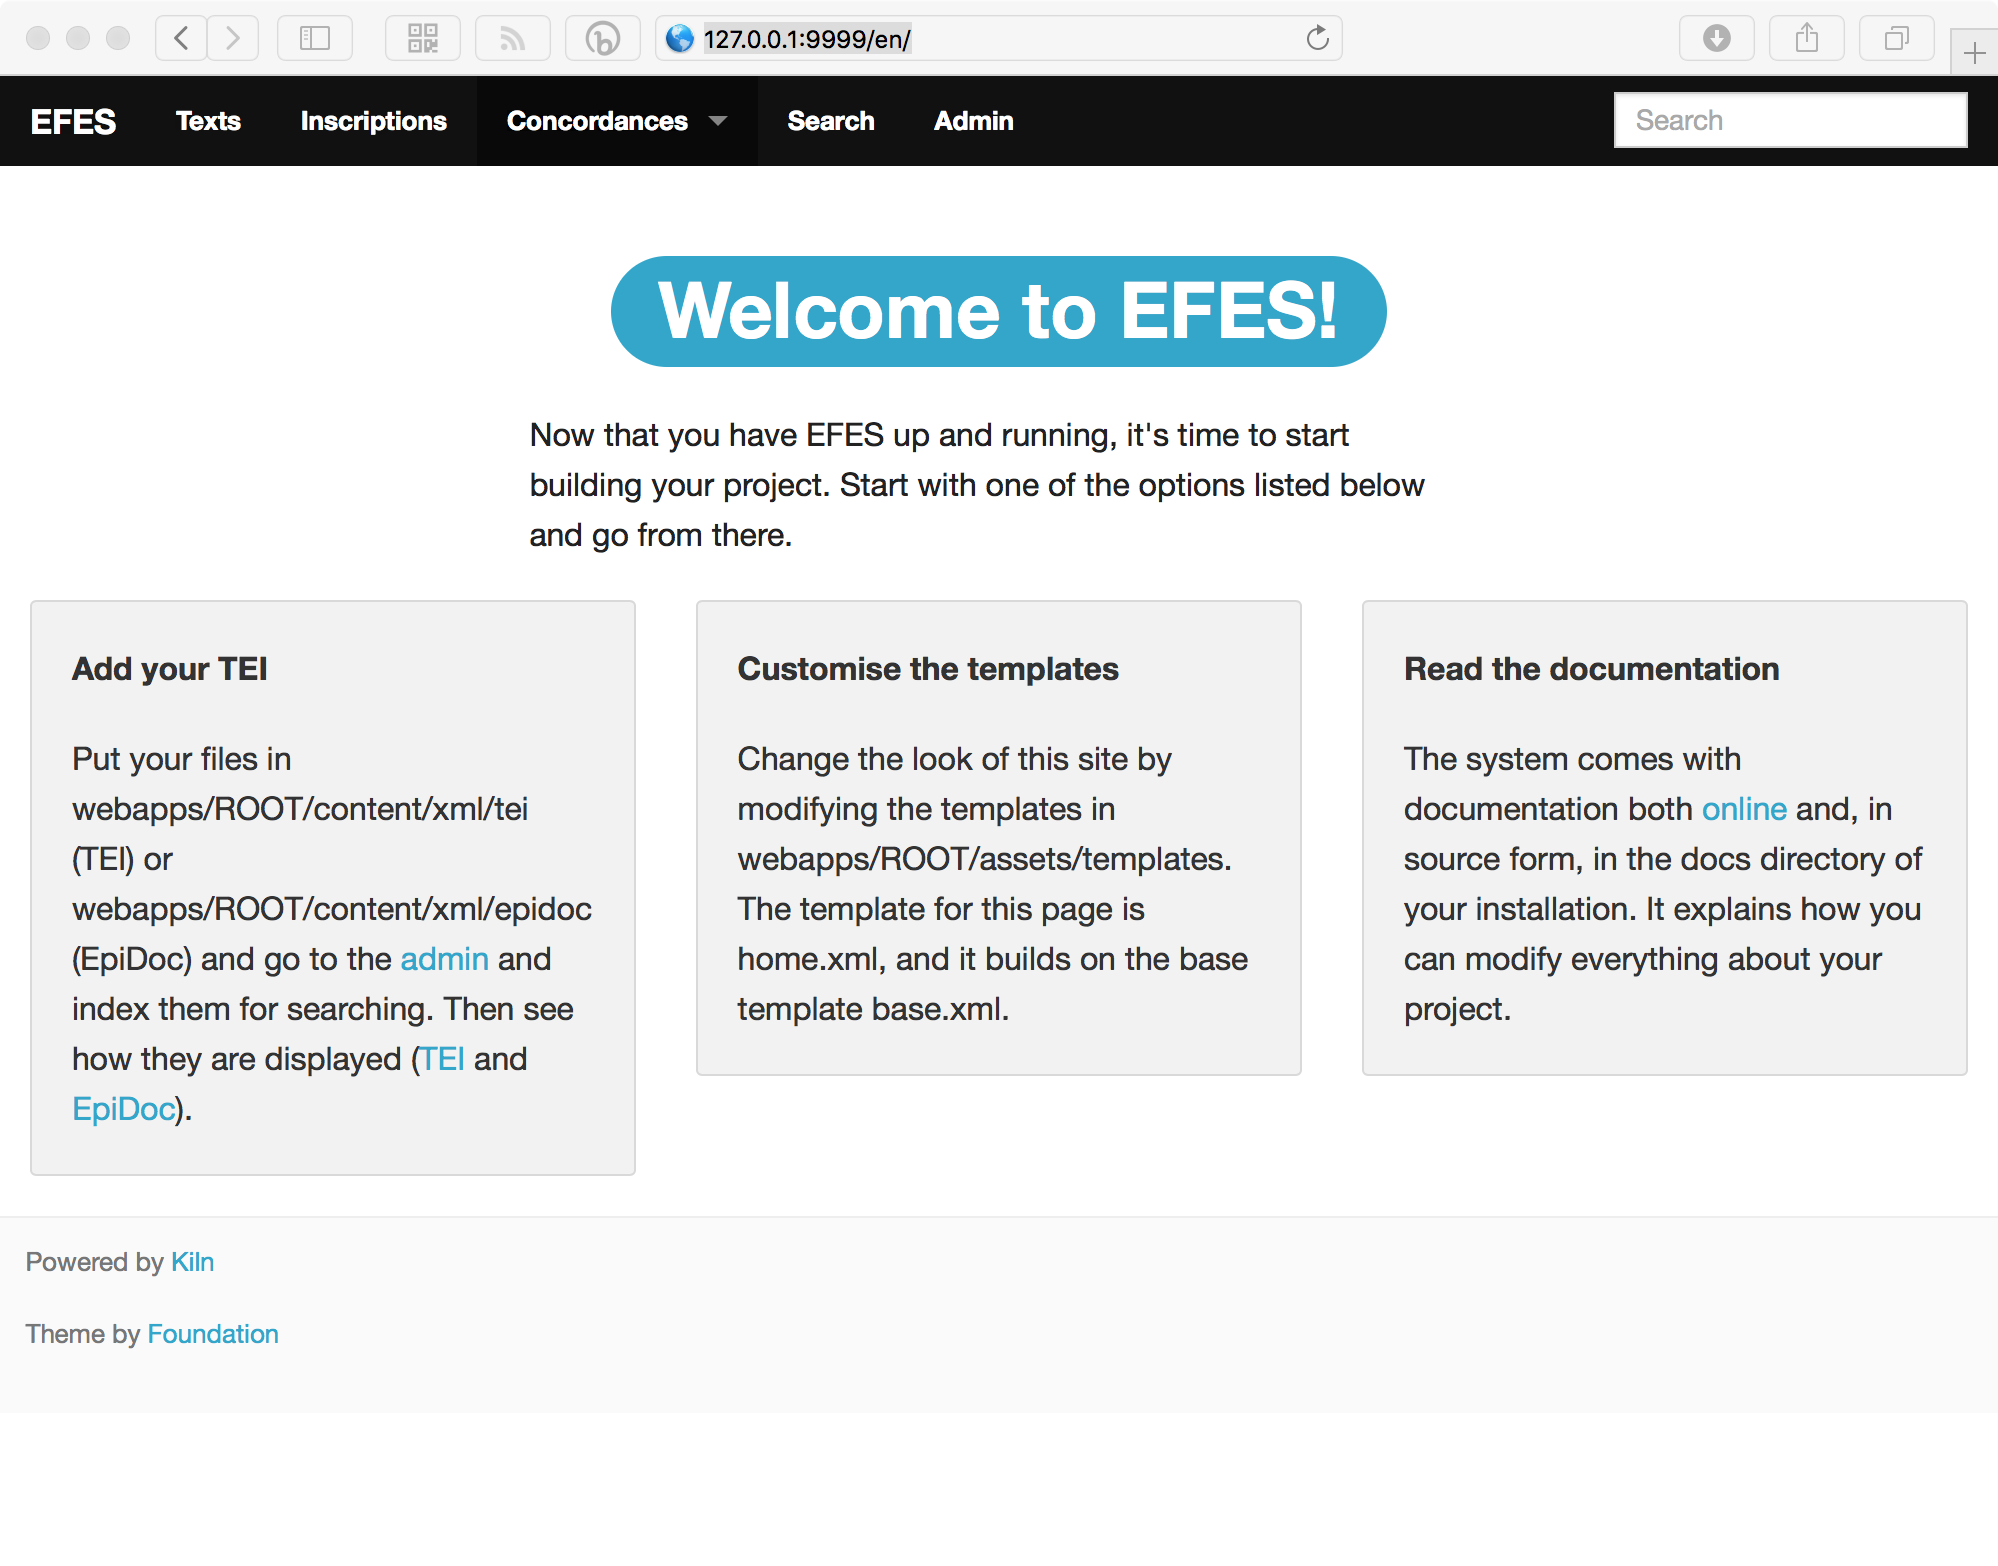 127.0.0.1:9999/en/
EFES Texts Inscriptions Concordances Search Admin Search
Welcome to EFES!
Now that you have EFES up and running, it's time to start
building your project. Start with one of the options listed below
and go from there.
Add your TEI
Put your files in
webapps/ROOT/content/xml/tei
(TEI) or
webapps/ROOT/content/xml/epidoc
(EpiDoc) and go to the admin and
index them for searching. Then see
how they are displayed (TEI and
EpiDoc).
Customise the templates
Change the look of this site by
modifying the templates in
webapps/ROOT/assets/templates.
The template for this page is
home.xml, and it builds on the base
template base.xml.
Read the documentation
The system comes with
documentation both online and, in
source form, in the docs directory of
your installation. It explains how you
can modify everything about your
project.
Powered by Kiln
Theme by Foundation